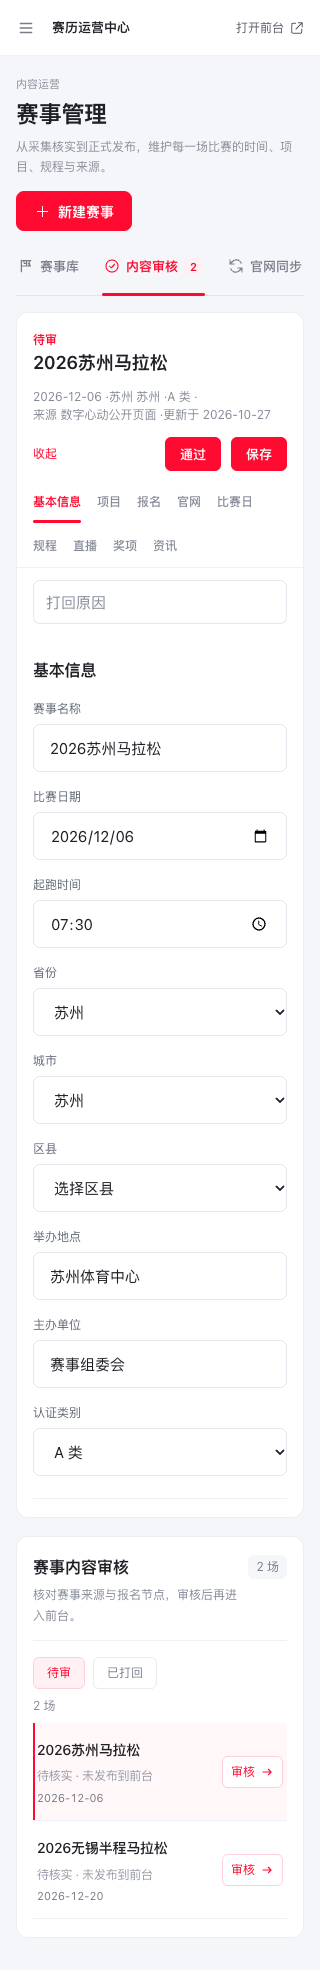 赛历运营中心
打开前台
内容运营
赛事管理
从采集核实到正式发布，维护每一场比赛的时间、项
目、规程与来源。
新建赛事
赛事库
内容审核 2
官网同步
待审
2026苏州马拉松
2026-12-06 ·苏州 苏州 ·A 类 ·
来源 数字心动公开页面 ·更新于 2026-10-27
收起
通过
保存
基本信息 项目 报名 官网 比赛日
规程 直播 奖项 资讯
打回原因
基本信息
赛事名称
2026苏州马拉松
比赛日期
2026/12/06
起跑时间
07:30
省份
苏州
城市
苏州
区县
选择区县
举办地点
苏州体育中心
主办单位
赛事组委会
认证类别
A 类
赛事内容审核
2 场
核对赛事来源与报名节点，审核后再进
入前台。
待审
已打回
2 场
2026苏州马拉松
待核实 · 未发布到前台
2026-12-06
审核
2026无锡半程马拉松
待核实 · 未发布到前台
2026-12-20
审核